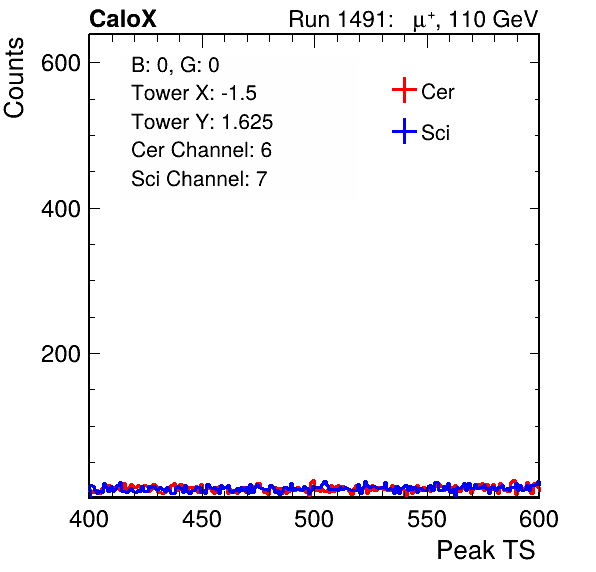 CaloX Run 1491: μ⁺, 110 GeV
Counts
600
400
200
B: 0, G: 0
Tower X: -1.5
Tower Y: 1.625
Cer Channel: 6
Sci Channel: 7
Cer
Sci
400 450 500 550 600
Peak TS